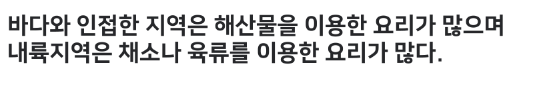 바다와 인접한 지역은 해산물을 이용한 요리가 많으며
내륙지역은 채소나 육류를 이용한 요리가 많다.